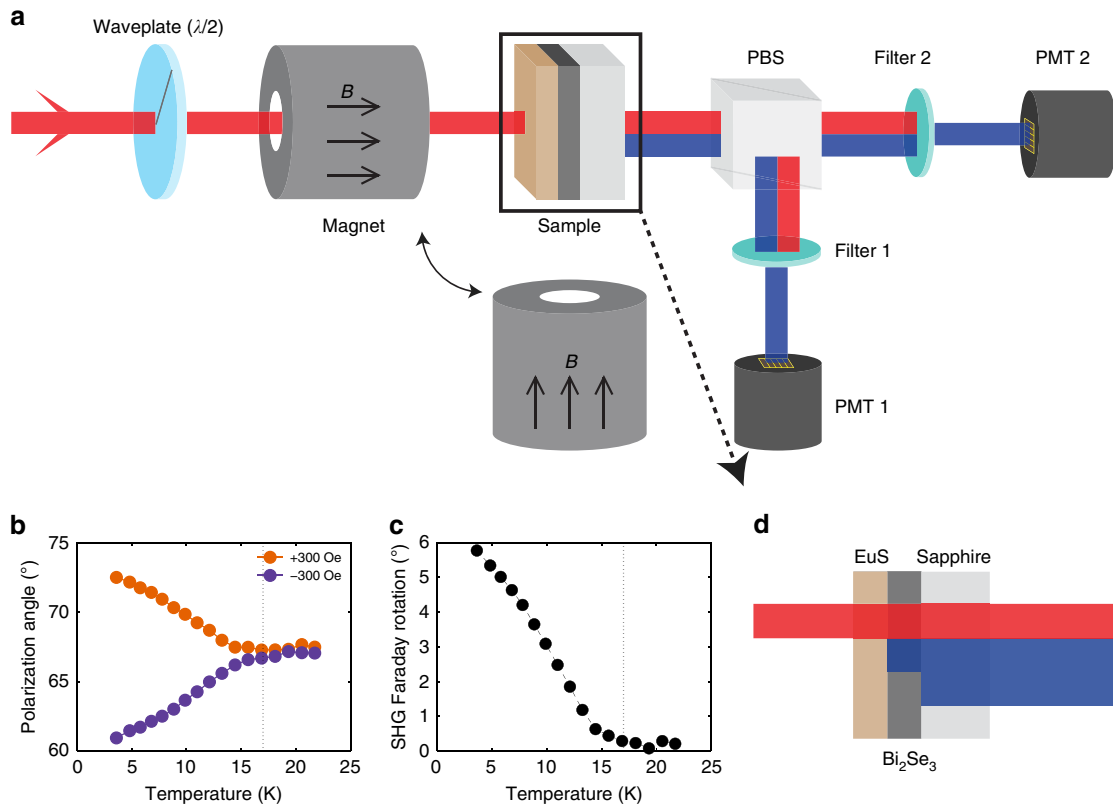 a
Waveplate (λ/2)
B
Magnet
Sample
PBS
Filter 2
PMT 2
Filter 1
B
PMT 1
b
75
70
65
60
Polarization angle (°)
+300 Oe
−300 Oe
0 5 10 15 20 25
Temperature (K)
c
6
5
4
3
2
1
0
SHG Faraday rotation (°)
0 5 10 15 20 25
Temperature (K)
d
EuS
Sapphire
Bi₂Se₃